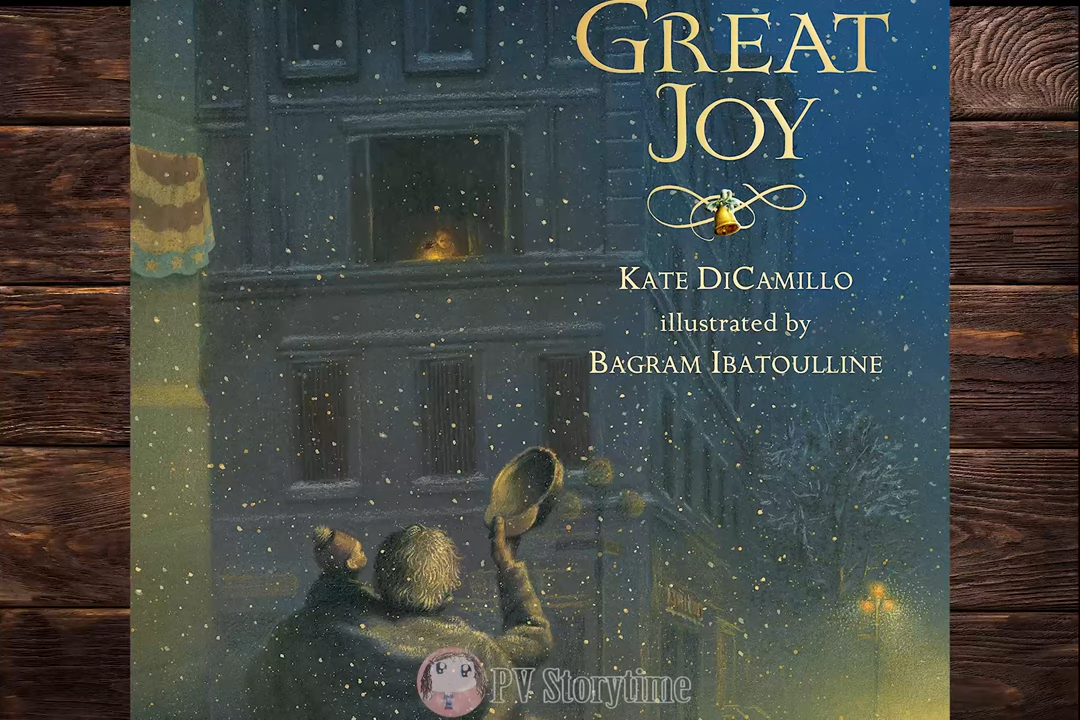 GREAT
JOY
KATE DICAMILLO
illustrated by
BAGRAM IBATOULLINE
PV Storytime